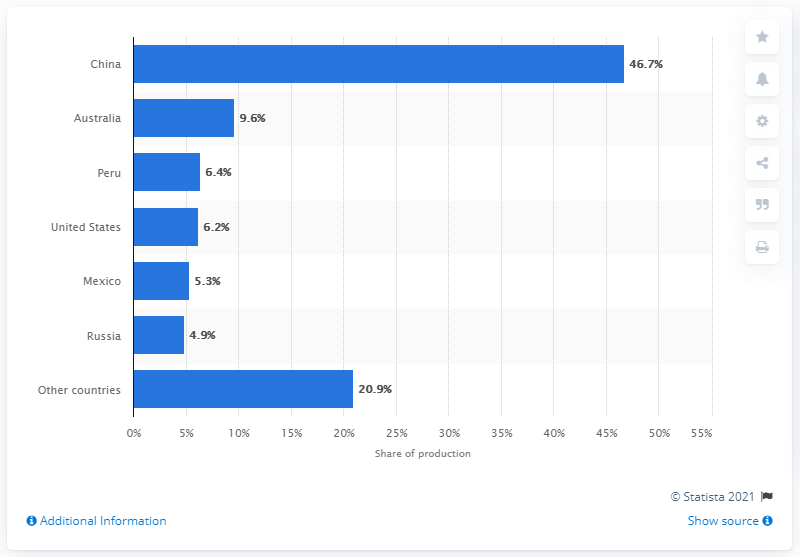 China 46.7%
Australia 9.6%
Peru 6.4%
United States 6.2%
Mexico 5.3%
Russia 4.9%
Other countries 20.9%
0% 5% 10% 15% 20% 25% 30% 35% 40% 45% 50% 55%
Share of production
© Statista 2021
Additional Information Show source